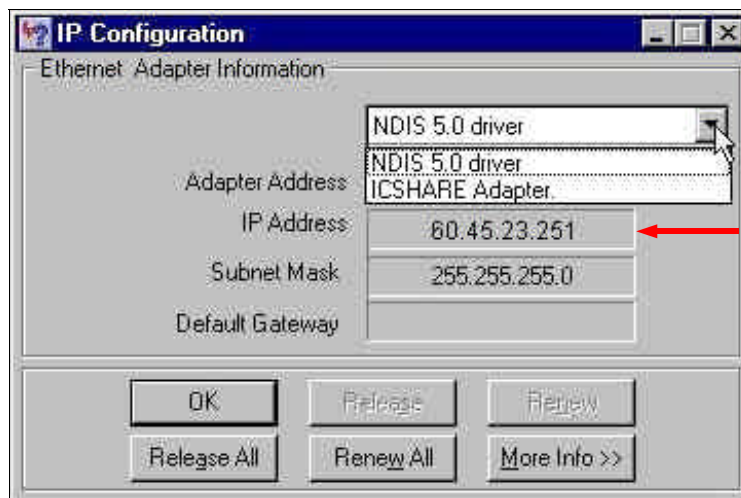 IP Configuration
Ethernet Adapter Information
NDIS 5.0 driver
NDIS 5.0 driver
Adapter Address
ICSHARE Adapter.
IP Address
60.45.23.251
Subnet Mask
255.255.255.0
Default Gateway
OK
Release
Renew
Release All
Renew All
More Info >>